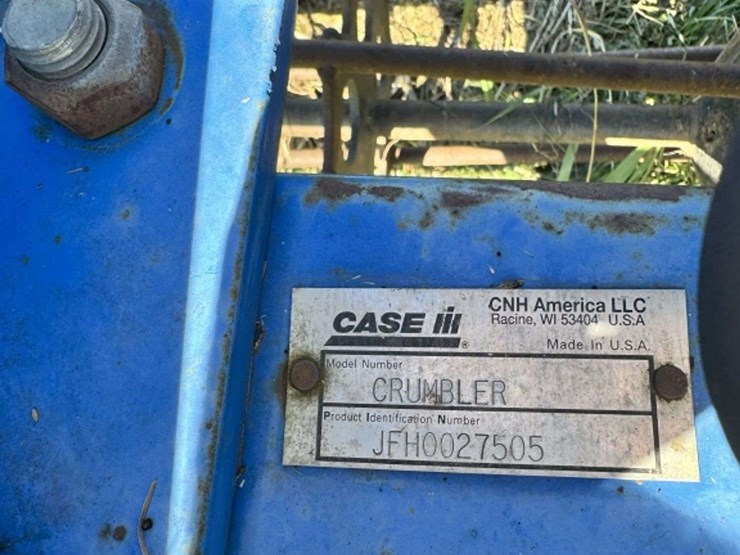 CASE IH
®
CNH America LLC
Racine, WI 53404 U.S.A
Made In U.S.A.
Model Number
CRUMBLER
Product Identification Number
JFH0027505